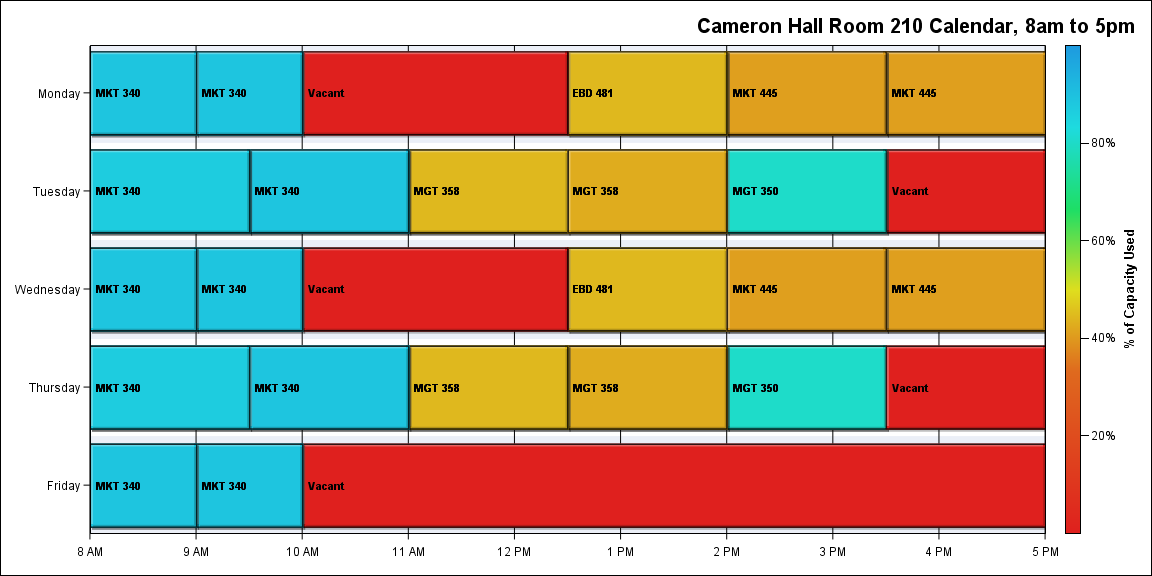 Cameron Hall Room 210 Calendar, 8am to 5pm
Monday
MKT 340
MKT 340
Vacant
EBD 481
MKT 445
MKT 445
Tuesday
MKT 340
MKT 340
MGT 358
MGT 358
MGT 350
Vacant
Wednesday
MKT 340
MKT 340
Vacant
EBD 481
MKT 445
MKT 445
Thursday
MKT 340
MKT 340
MGT 358
MGT 358
MGT 350
Vacant
Friday
MKT 340
MKT 340
Vacant
8 AM
9 AM
10 AM
11 AM
12 PM
1 PM
2 PM
3 PM
4 PM
5 PM
80%
60%
40%
20%
% of Capacity Used